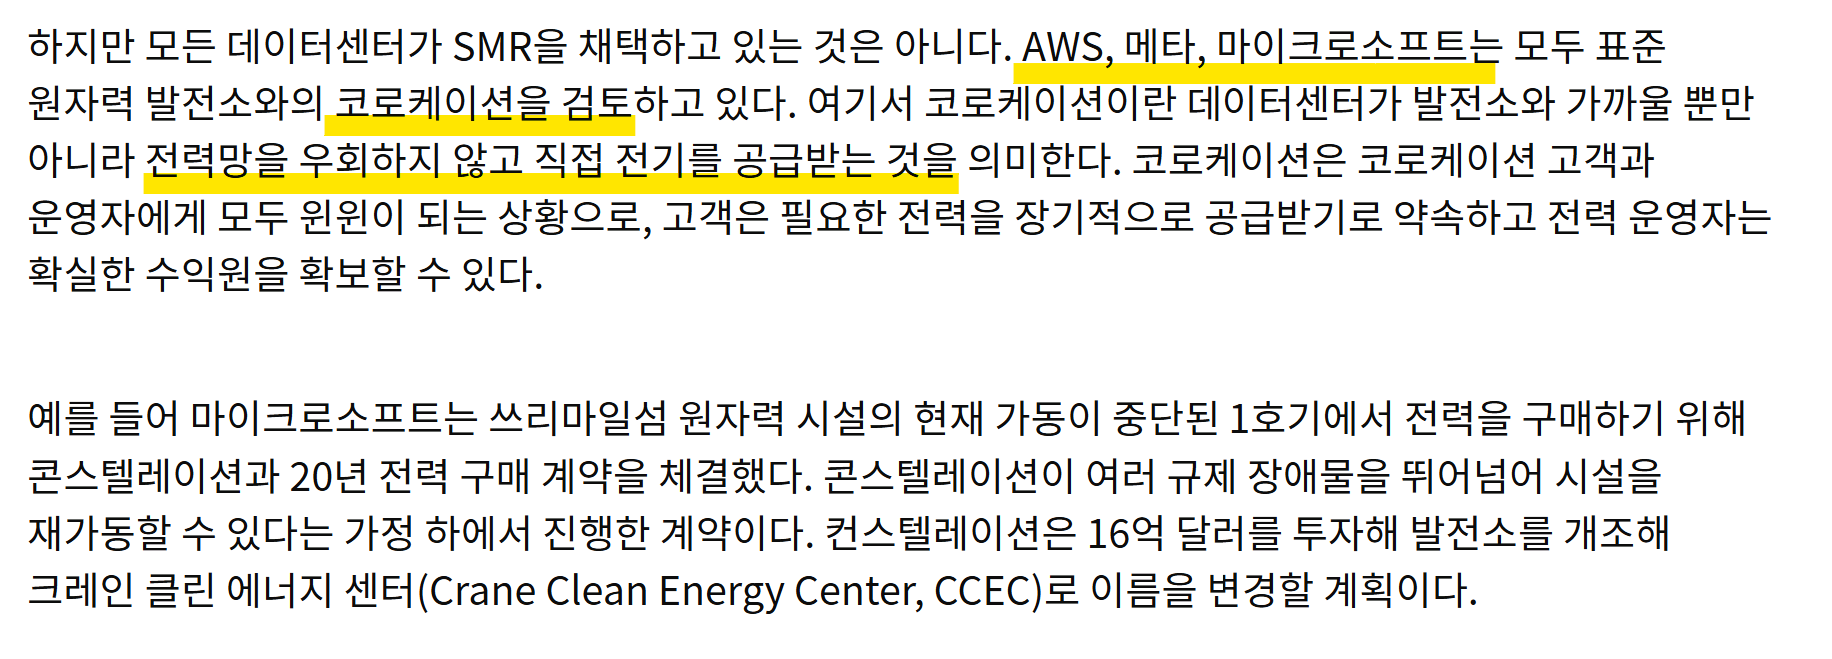 하지만 모든 데이터센터가 SMR을 채택하고 있는 것은 아니다. AWS, 메타, 마이크로소프트는 모두 표준
원자력 발전소와의 코로케이션을 검토하고 있다. 여기서 코로케이션이란 데이터센터가 발전소와 가까울 뿐만
아니라 전력망을 우회하지 않고 직접 전기를 공급받는 것을 의미한다. 코로케이션은 코로케이션 고객과
운영자에게 모두 윈윈이 되는 상황으로, 고객은 필요한 전력을 장기적으로 공급받기로 약속하고 전력 운영자는
확실한 수익원을 확보할 수 있다.
예를 들어 마이크로소프트는 쓰리마일섬 원자력 시설의 현재 가동이 중단된 1호기에서 전력을 구매하기 위해
콘스텔레이션과 20년 전력 구매 계약을 체결했다. 콘스텔레이션이 여러 규제 장애물을 뛰어넘어 시설을
재가동할 수 있다는 가정 하에서 진행한 계약이다. 컨스텔레이션은 16억 달러를 투자해 발전소를 개조해
크레인 클린 에너지 센터(Crane Clean Energy Center, CCEC)로 이름을 변경할 계획이다.